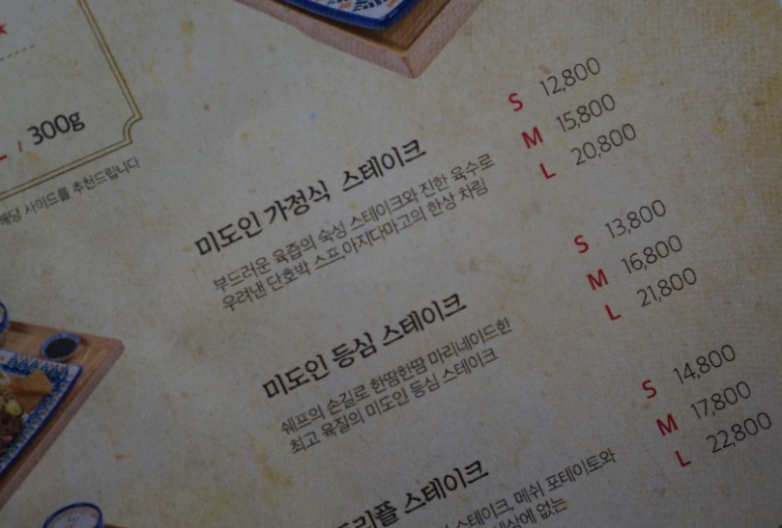 300g
사이드를 추천드립니다
미도인 가정식 스테이크
부드러운 육즙의 숙성 스테이크와 진한 육수로
우려낸 단호박 스프,아지다마고의 한상 차림
S 12,800
M 15,800
L 20,800
미도인 등심 스테이크
쉐프의 손길로 한땀한땀 마리네이드한
최고 육질의 미도인 등심 스테이크
S 13,800
M 16,800
L 21,800
스테이크
스테이크, 메쉬 포테이토와
없는
S 14,800
M 17,800
L 22,800